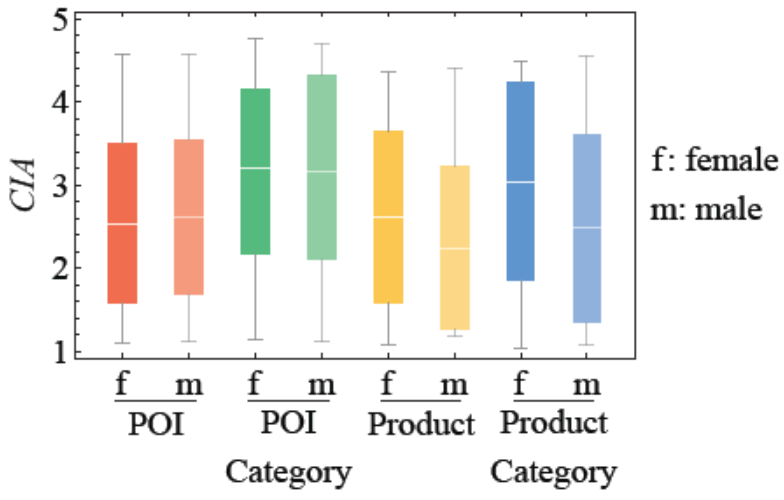 5
4
3
2
1
CIA
f: female
m: male
f m f m f m f m
POI POI Product Product
Category Category